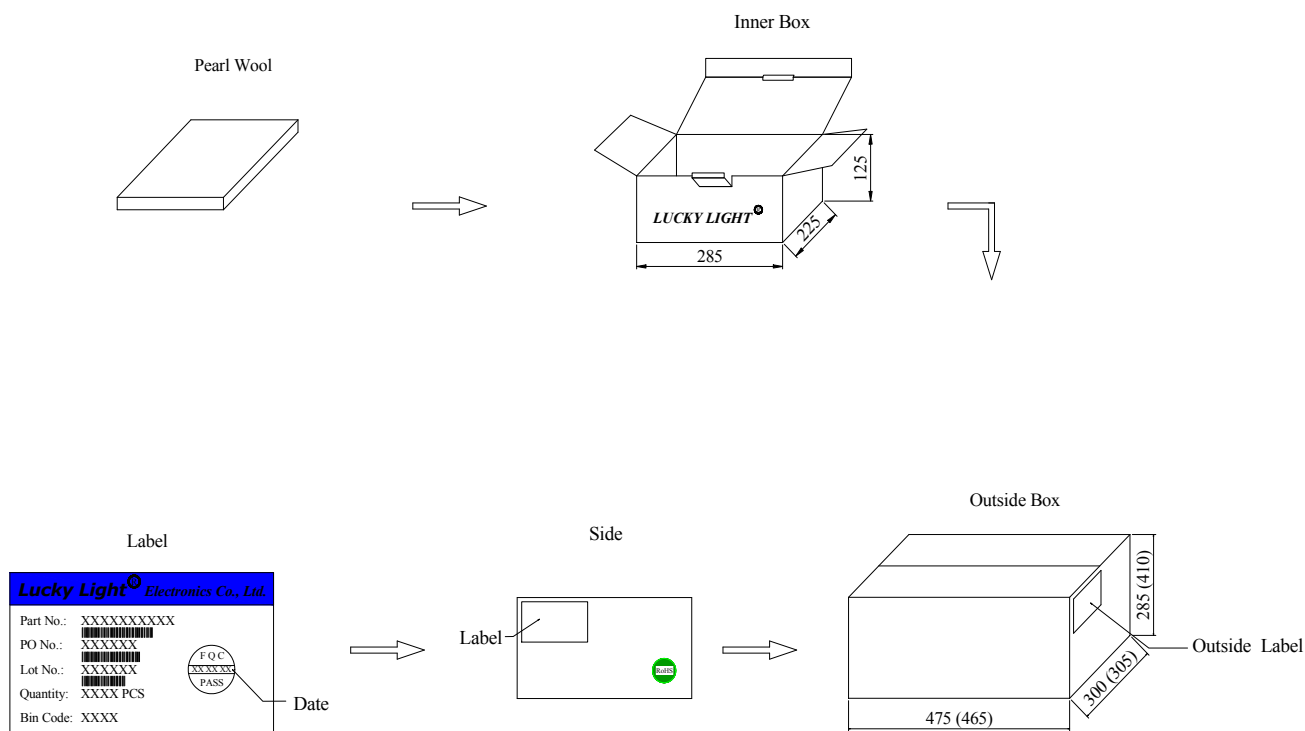 Inner Box
Pearl Wool
LUCKY LIGHT®
125
225
285
Outside Box
Side
Label
Lucky Light® Electronics Co., Ltd.
Part No.: XXXXXXXXXX
PO No.: XXXXXX
Lot No.: XXXXXX
Quantity: XXXX PCS
Bin Code: XXXX
F Q C
XX XX XX
PASS
Date
Label
RoHS
285 (410)
Outside Label
300 (305)
475 (465)